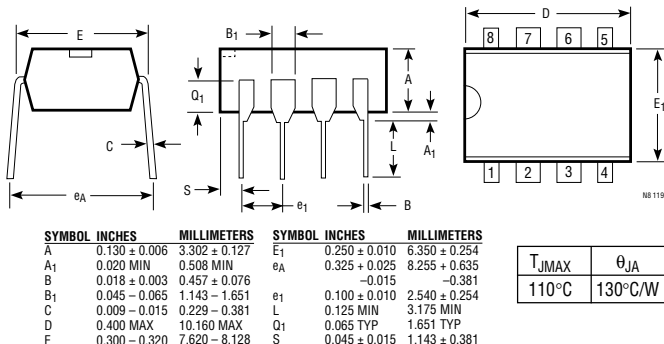 E
C
eA
B1
Q1
A
A1
L
S
e1
B
D
8 7 6 5
E1
1 2 3 4
N8 1197
SYMBOL INCHES MILLIMETERS
A 0.130 ± 0.006 3.302 ± 0.127
A1 0.020 MIN 0.508 MIN
B 0.018 ± 0.003 0.457 ± 0.076
B1 0.045 – 0.065 1.143 - 1.651
C 0.009 – 0.015 0.229 – 0.381
D 0.400 MAX 10.160 MAX
E 0.300 – 0.320 7.620 – 8.128
SYMBOL INCHES MILLIMETERS
E1 0.250 ± 0.010 6.350 ± 0.254
eA 0.325 + 0.025 8.255 + 0.635
–0.015 –0.381
e1 0.100 ± 0.010 2.540 ± 0.254
L 0.125 MIN 3.175 MIN
Q1 0.065 TYP 1.651 TYP
S 0.045 ± 0.015 1.143 ± 0.381
TJMAX θJA
110°C 130°C/W